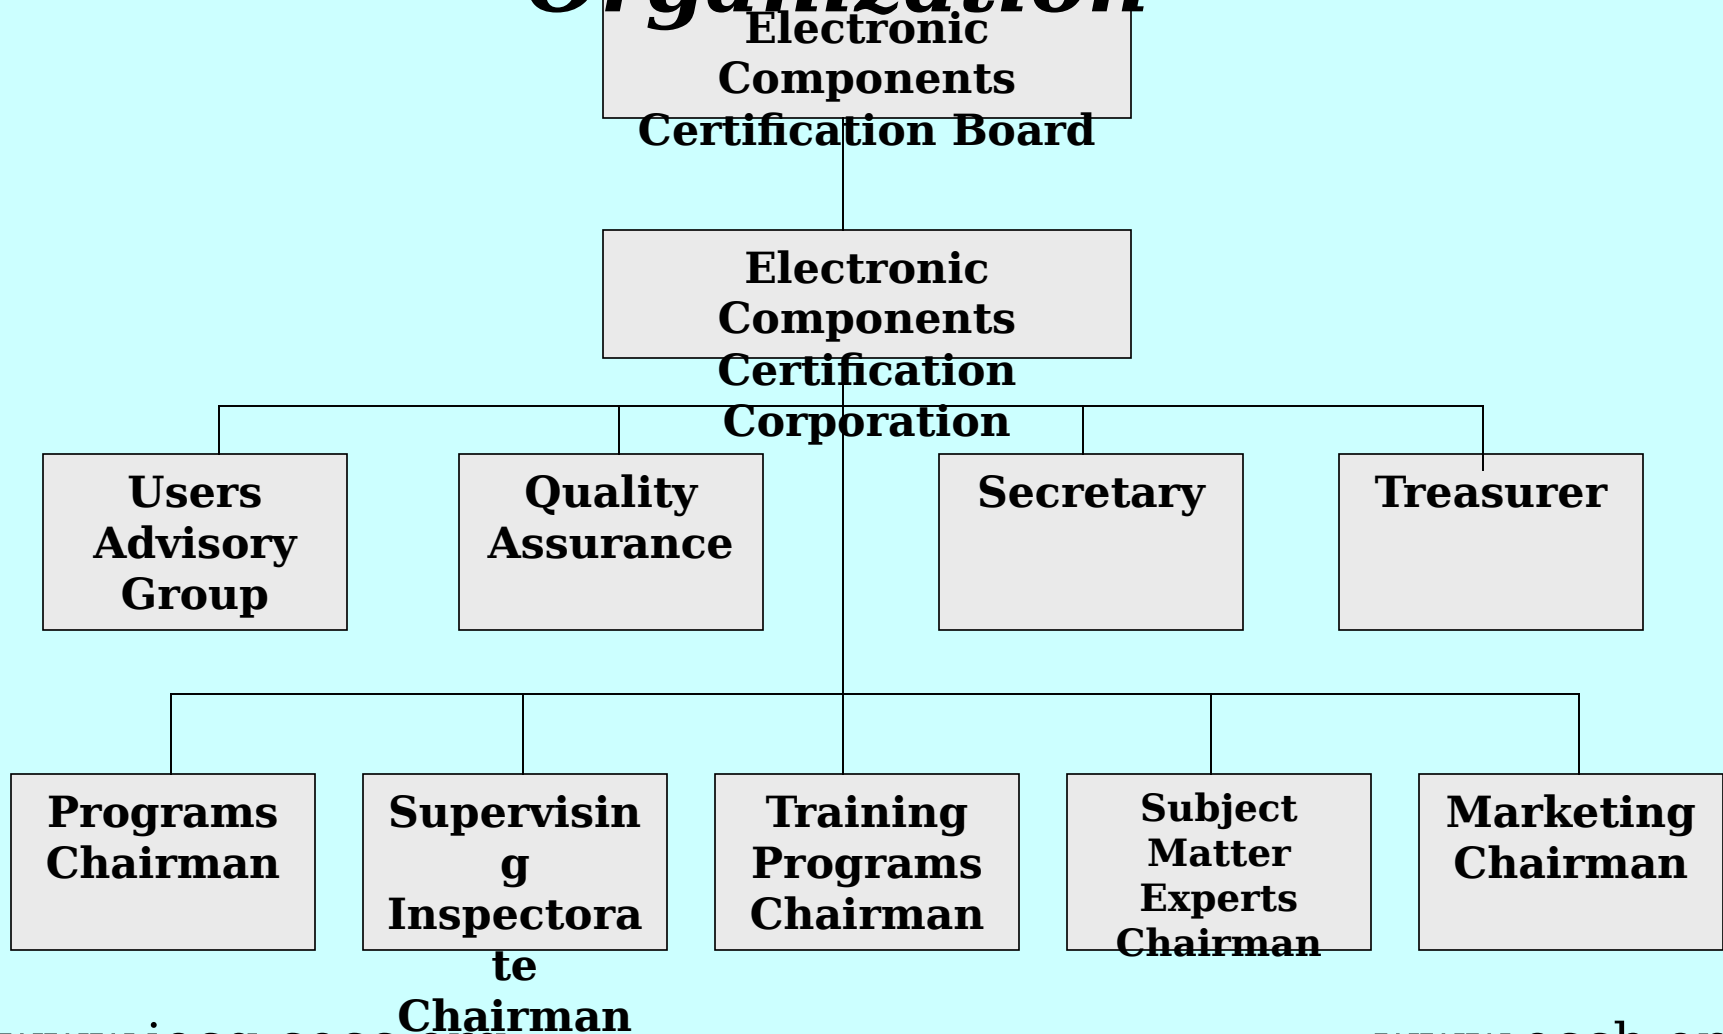 Organization
Electronic
Components
Certification Board
Electronic
Components
Certification
Corporation
Users
Advisory
Group
Quality
Assurance
Secretary
Treasurer
Programs
Chairman
Supervisin
g
Inspectora
te
Chairman
Training
Programs
Chairman
Subject
Matter
Experts
Chairman
Marketing
Chairman